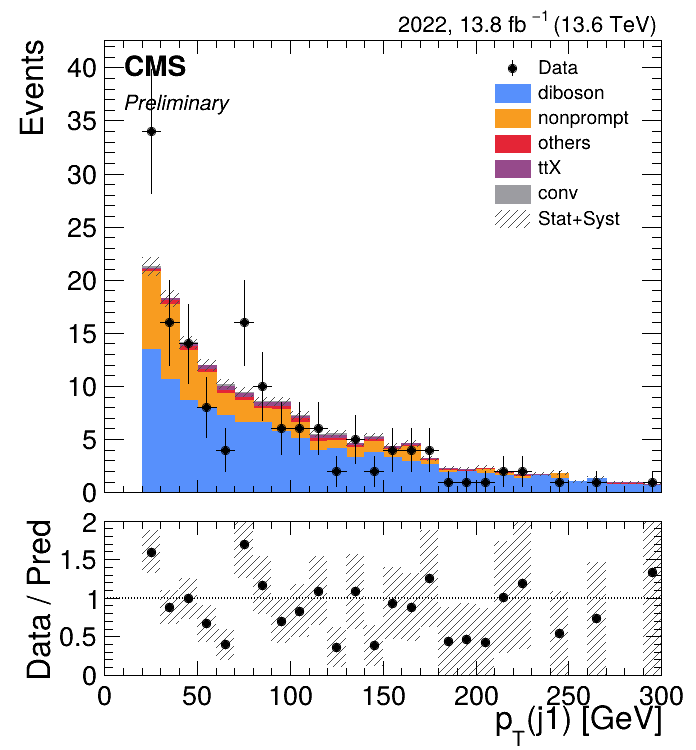 2022, 13.8 fb⁻¹ (13.6 TeV)
Events
CMS
Preliminary
Data
diboson
nonprompt
others
ttX
conv
Stat+Syst
40
35
30
25
20
15
10
5
0
Data / Pred
2
1.5
1
0.5
0
0 50 100 150 200 250 300
p_T(j1) [GeV]